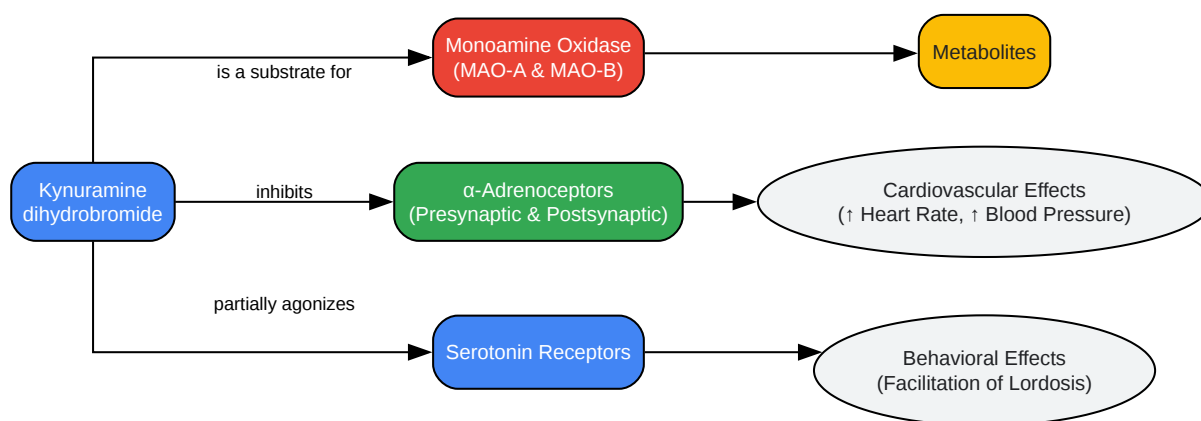 Monoamine Oxidase
(MAO-A & MAO-B)
Metabolites
is a substrate for
Kynuramine
dihydrobromide
inhibits
α-Adrenoceptors
(Presynaptic & Postsynaptic)
Cardiovascular Effects
(↑ Heart Rate, ↑ Blood Pressure)
partially agonizes
Serotonin Receptors
Behavioral Effects
(Facilitation of Lordosis)